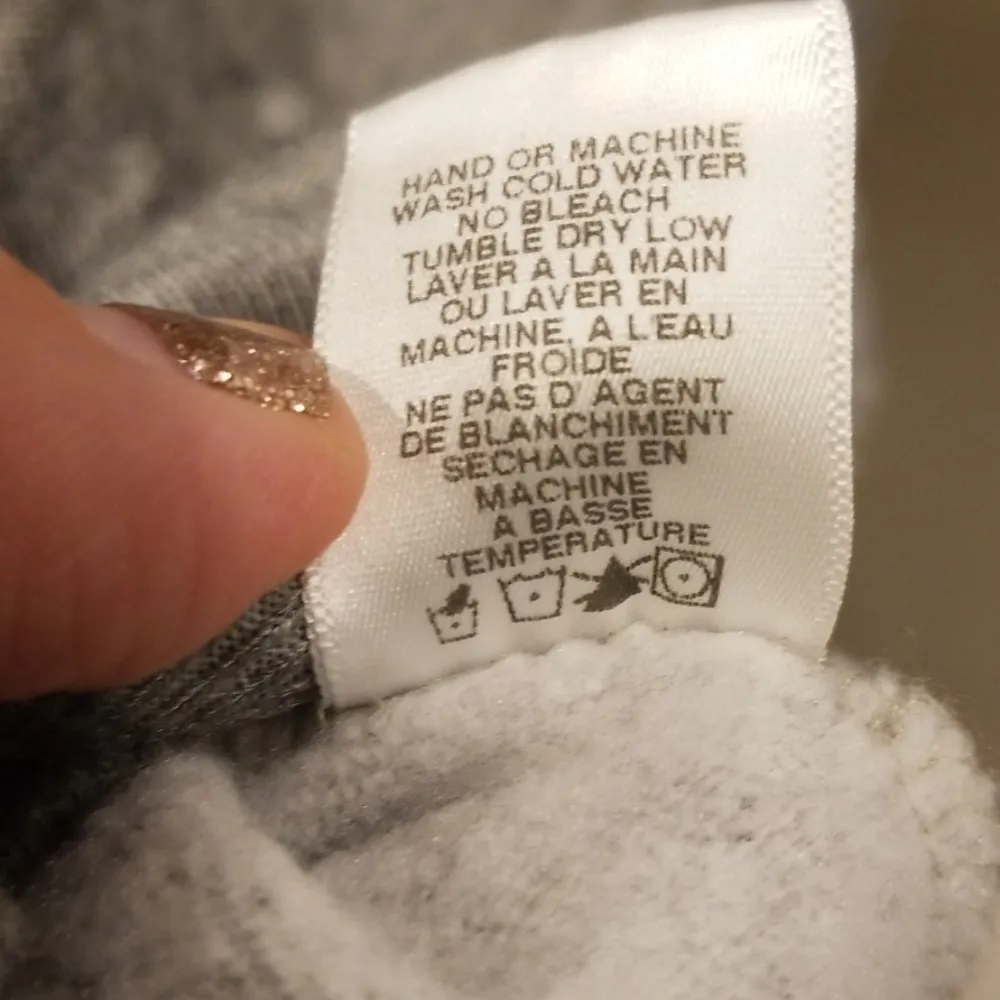 HAND OR MACHINE
WASH COLD WATER
NO BLEACH
TUMBLE DRY LOW
LAVER A LA MAIN
OU LAVER EN
MACHINE, A L'EAU
FROIDE
NE PAS D'AGENT
DE BLANCHIMENT
SECHAGE EN
MACHINE
A BASSE
TEMPERATURE